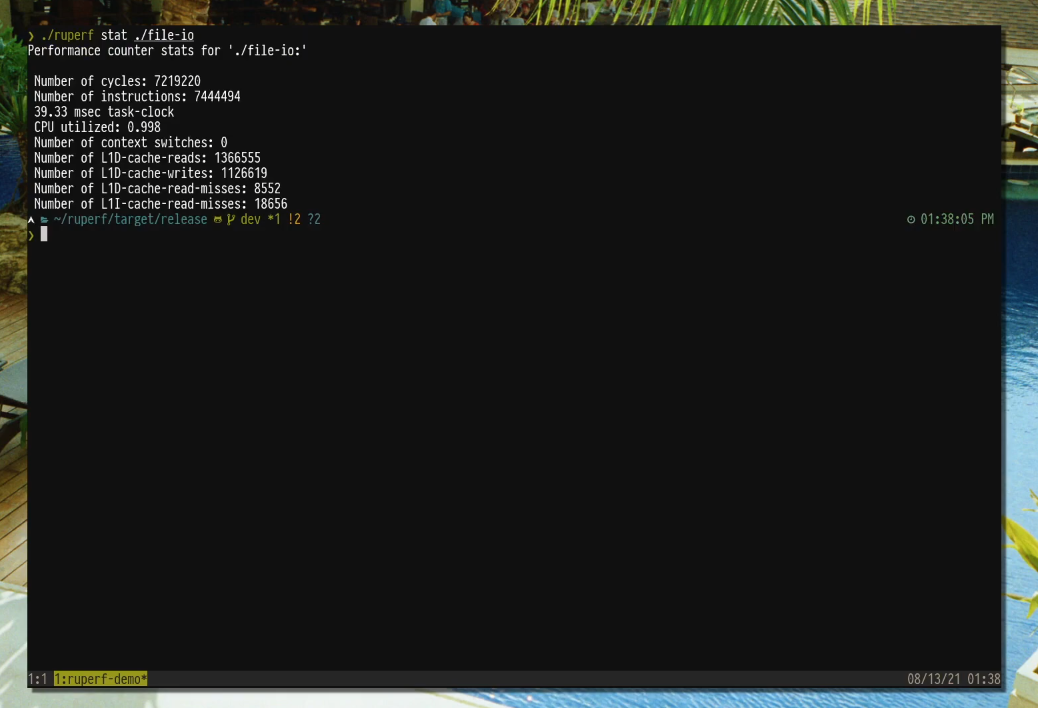 ❯ ./ruperf stat ./file-io
Performance counter stats for './file-io:'
Number of cycles: 7219220
Number of instructions: 7444494
39.33 msec task-clock
CPU utilized: 0.998
Number of context switches: 0
Number of L1D-cache-reads: 1366555
Number of L1D-cache-writes: 1126619
Number of L1D-cache-read-misses: 8552
Number of L1I-cache-read-misses: 18656
~/ruperf/target/release dev *1 !2 ?2 01:38:05 PM
❯
1:1 1:ruperf-demo* 08/13/21 01:38